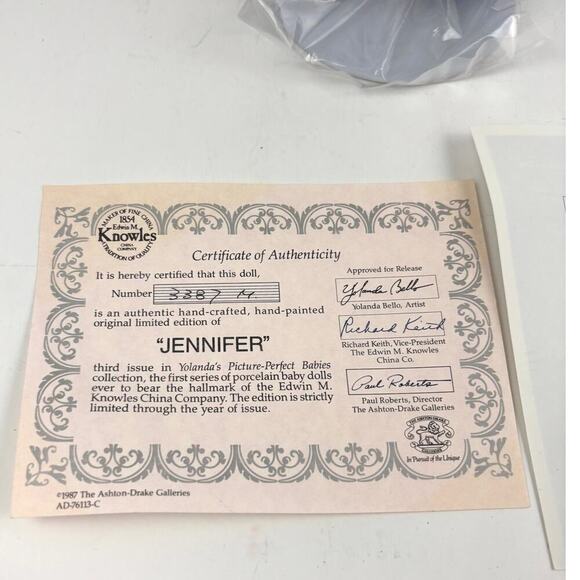 MAKER OF FINE CHINA
1854
Edwin M.
Knowles
CHINA
COMPANY
TRADITION OF QUALITY
Certificate of Authenticity
It is hereby certified that this doll,
Number 3387 M
is an authentic hand-crafted, hand-painted
original limited edition of
"JENNIFER"
third issue in Yolanda's Picture-Perfect Babies
collection, the first series of porcelain baby dolls
ever to bear the hallmark of the Edwin M.
Knowles China Company. The edition is strictly
limited through the year of issue.
Approved for Release
Yolanda Bello
Yolanda Bello, Artist
Richard Keith
Richard Keith, Vice-President
The Edwin M. Knowles
China Co.
Paul Roberts
Paul Roberts, Director
The Ashton-Drake Galleries
THE ASHTON-DRAKE
GALLERIES
In Pursuit of the Unique
©1987 The Ashton-Drake Galleries
AD-76113-C